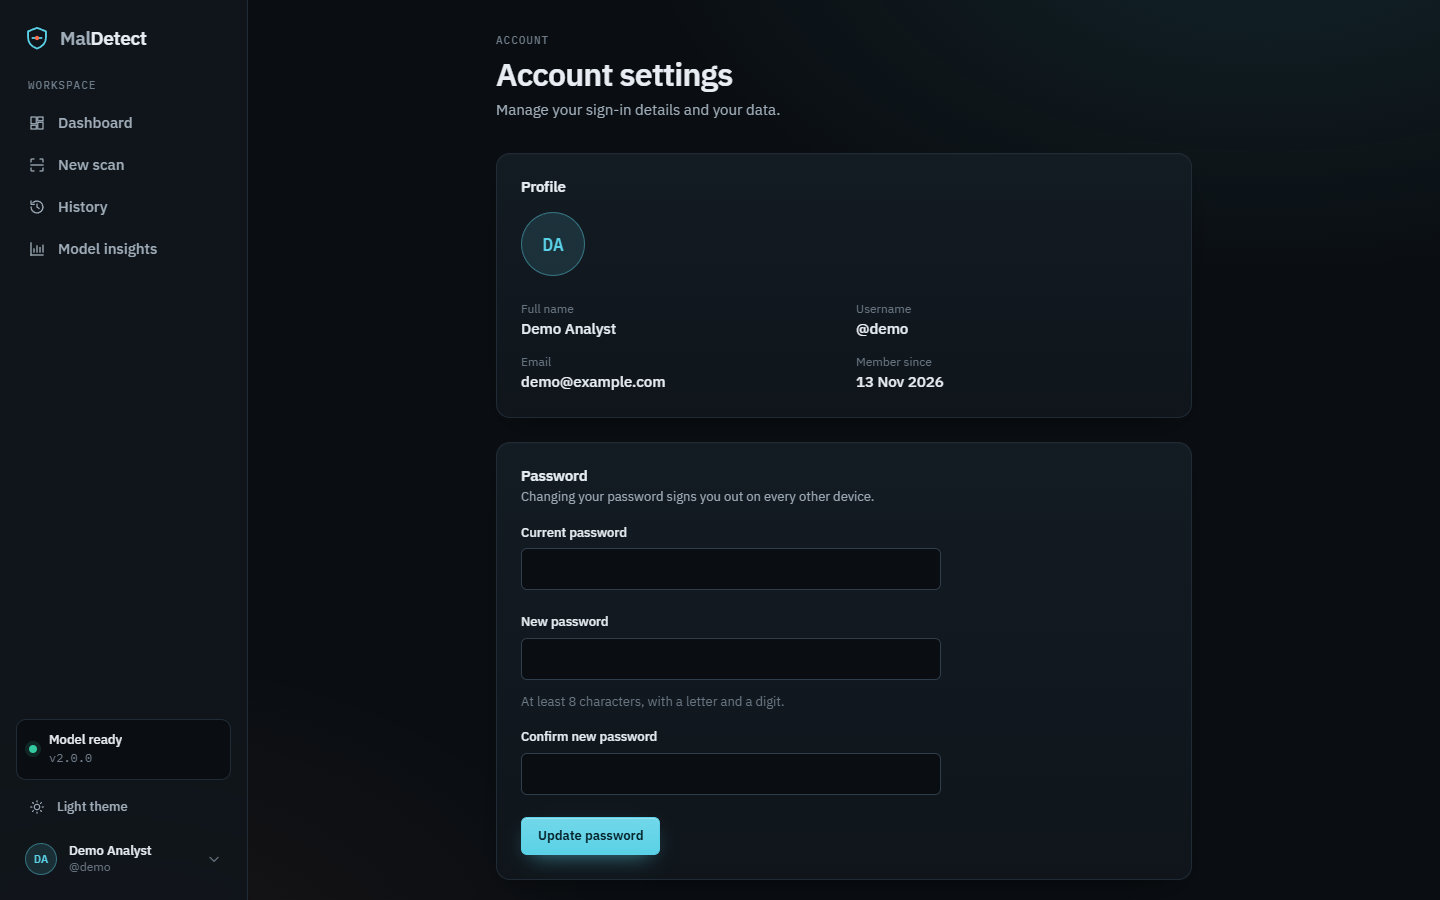 MalDetect
WORKSPACE
Dashboard
New scan
History
Model insights
Model ready
v2.0.0
Light theme
DA
Demo Analyst
@demo
ACCOUNT
Account settings
Manage your sign-in details and your data.
Profile
DA
Full name
Demo Analyst
Username
@demo
Email
demo@example.com
Member since
13 Nov 2026
Password
Changing your password signs you out on every other device.
Current password
New password
At least 8 characters, with a letter and a digit.
Confirm new password
Update password